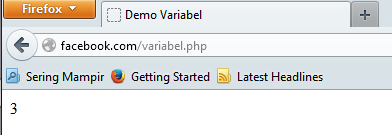 Firefox
Demo Variabel
facebook.com/variabel.php
Sering Mampir Getting Started Latest Headlines
3